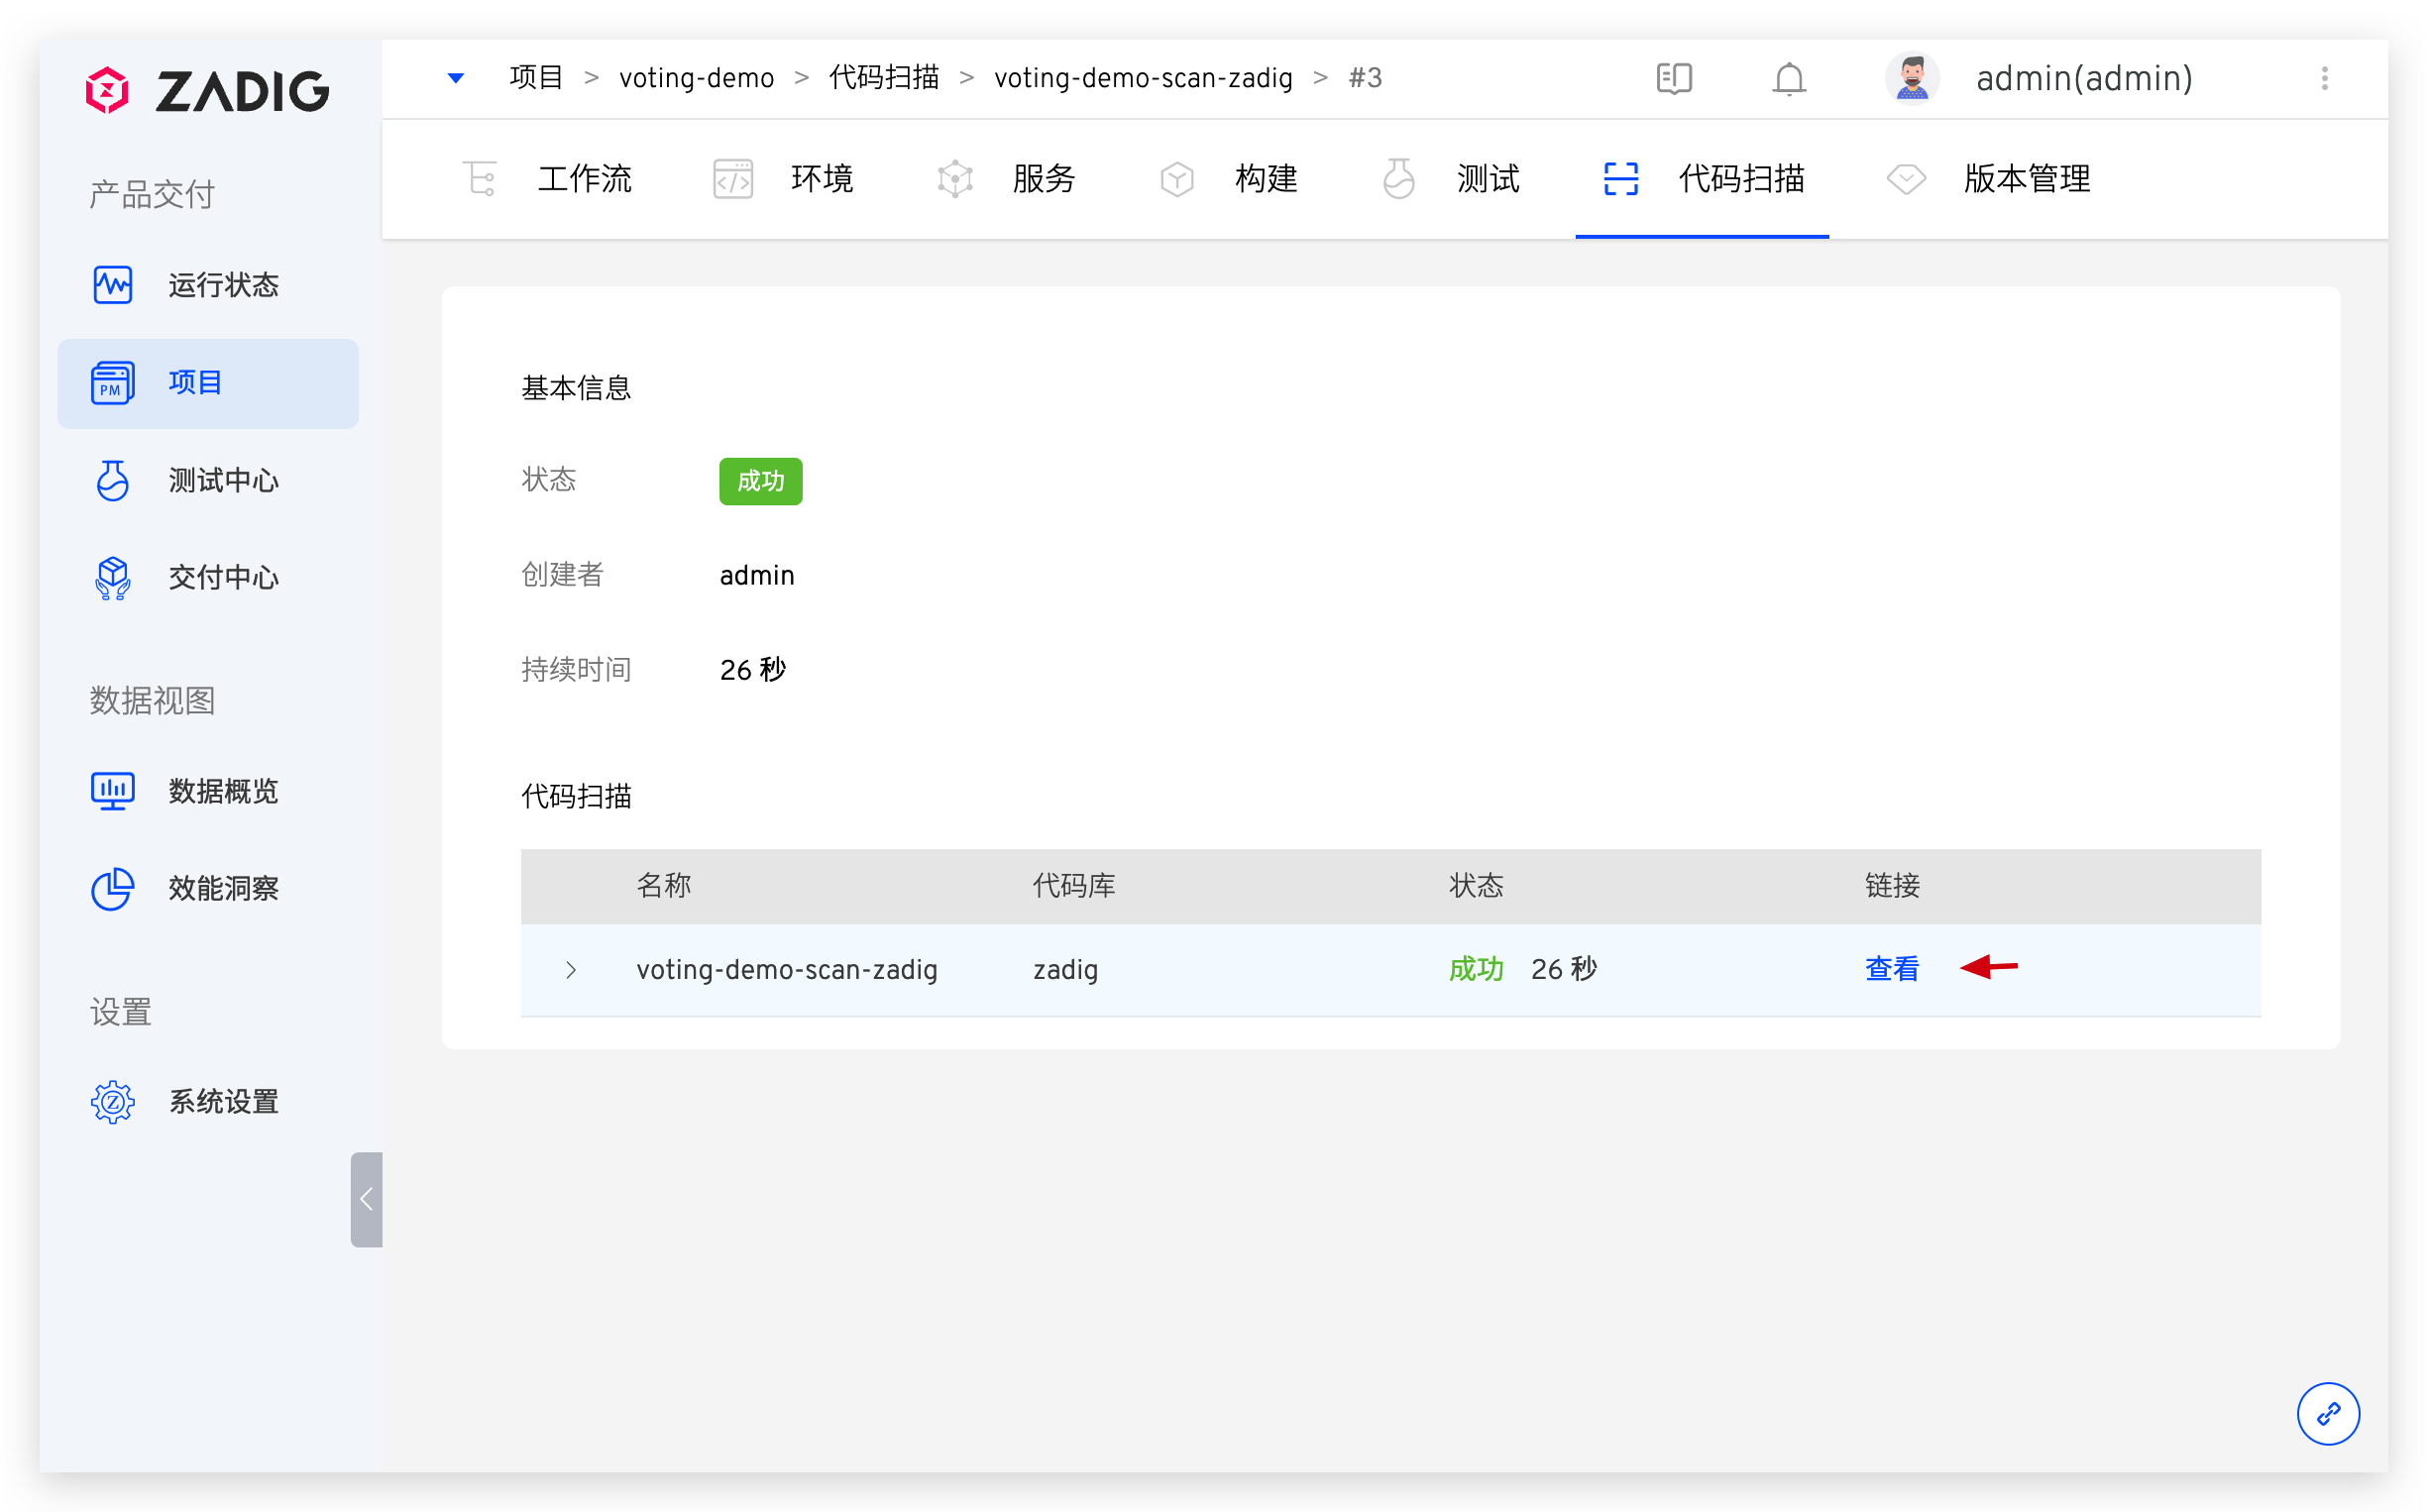 ZADIG
产品交付
运行状态
PM
项目
测试中心
交付中心
数据视图
数据概览
效能洞察
设置
Z
系统设置
项目 > voting-demo > 代码扫描 > voting-demo-scan-zadig > #3
admin(admin)
工作流 环境 服务 构建 测试 代码扫描 版本管理
基本信息
状态 成功
创建者 admin
持续时间 26 秒
代码扫描
名称 代码库 状态 链接
voting-demo-scan-zadig zadig 成功 26 秒 查看